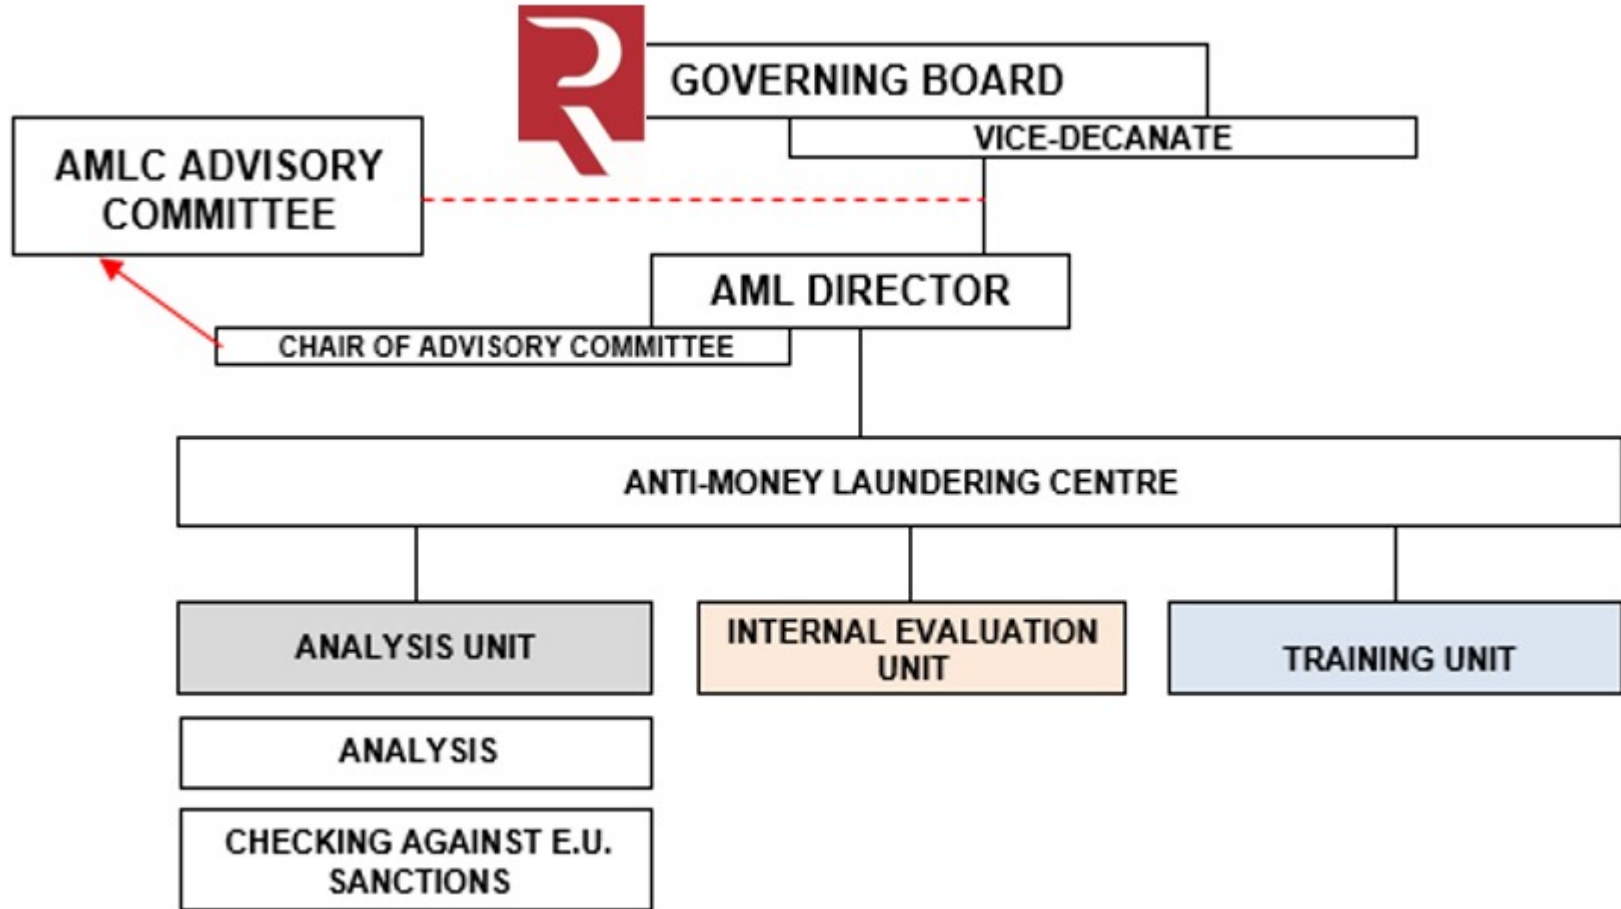 GOVERNING BOARD
VICE-DECANATE
AMLC ADVISORY
COMMITTEE
AML DIRECTOR
CHAIR OF ADVISORY COMMITTEE
ANTI-MONEY LAUNDERING CENTRE
ANALYSIS UNIT
INTERNAL EVALUATION
UNIT
TRAINING UNIT
ANALYSIS
CHECKING AGAINST E.U.
SANCTIONS